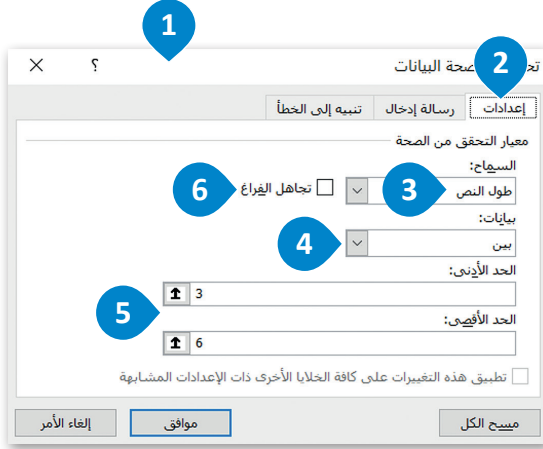 1
صحة البيانات
2
إعدادات رسالة إدخال تنبيه إلى الخطأ
معيار التحقق من الصحة
السماح:
طول النص 3 تجاهل الفراغ 6
بيانات:
بين 4
الحد الأدنى:
3
5
الحد الأقصى:
6
تطبيق هذه التغييرات على كافة الخلايا الأخرى ذات الإعدادات المشابهة
مسح الكل موافق إلغاء الأمر